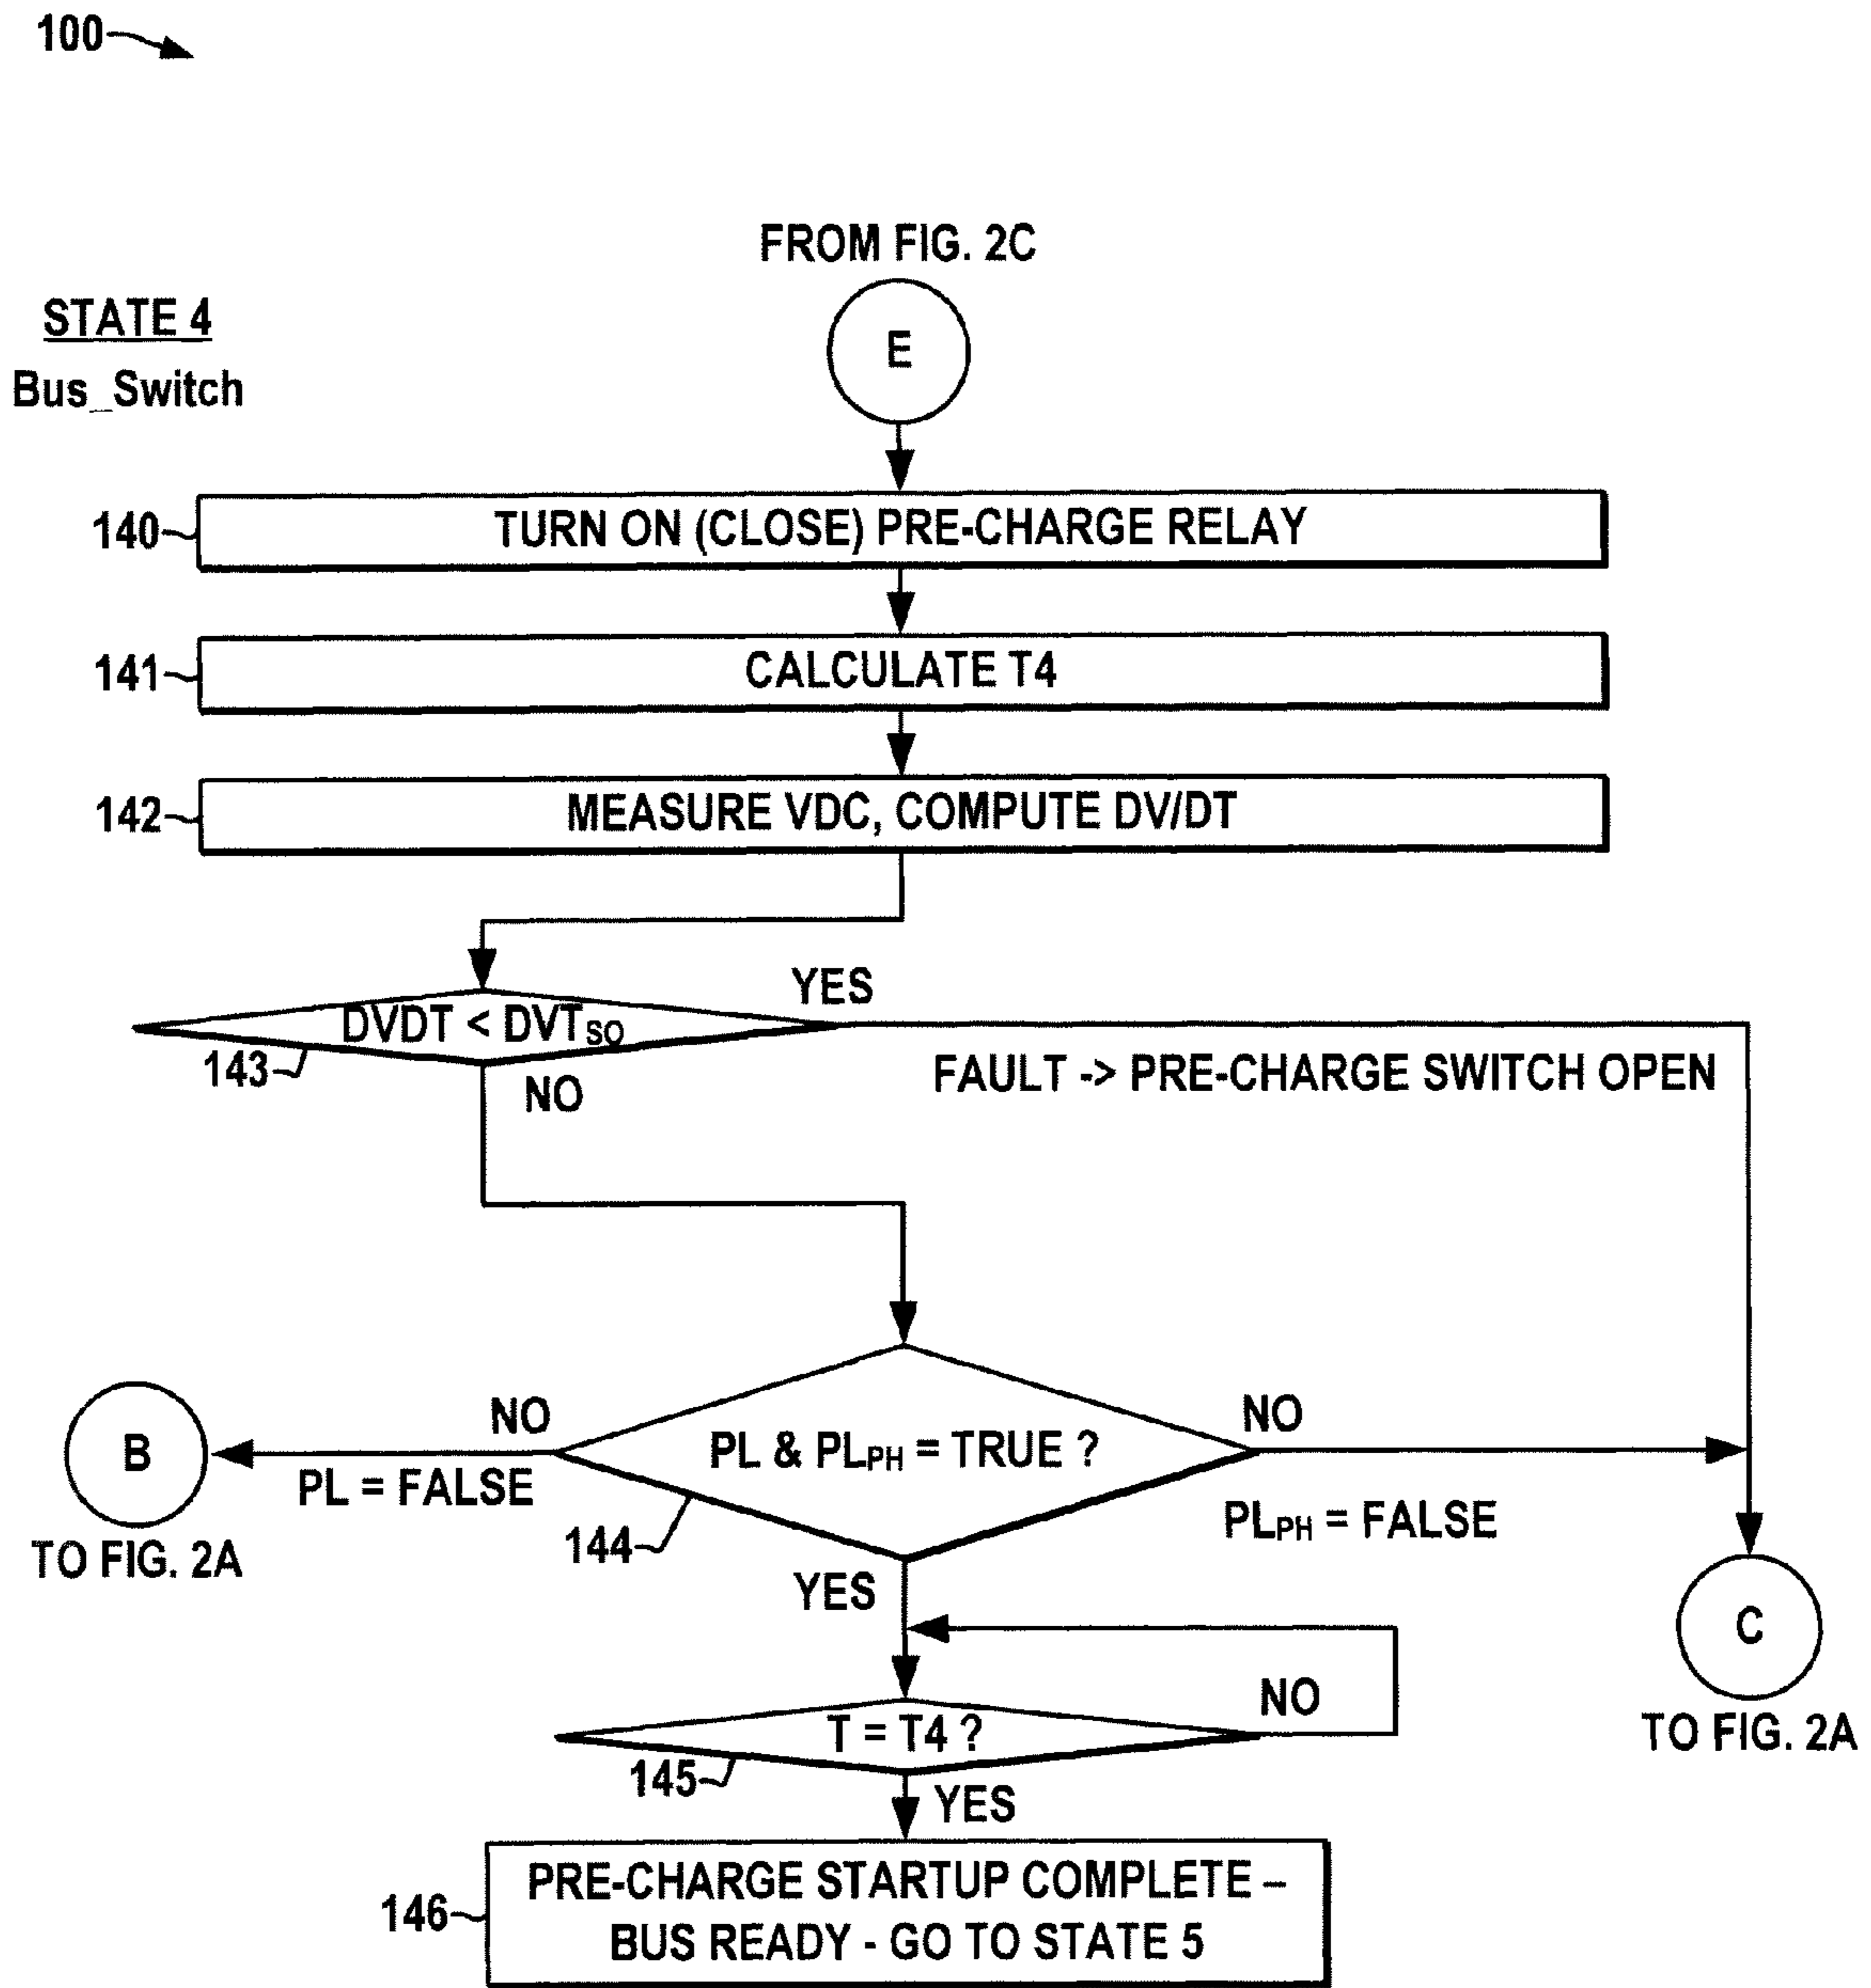 100
FROM FIG. 2C
STATE 4
Bus_Switch
E
140
TURN ON (CLOSE) PRE-CHARGE RELAY
141
CALCULATE T4
142
MEASURE VDC, COMPUTE DV/DT
YES
DVDT < DVT_SO
143
NO
FAULT -> PRE-CHARGE SWITCH OPEN
NO
NO
B
PL & PL_PH = TRUE ?
PL = FALSE
PL_PH = FALSE
144
TO FIG. 2A
YES
C
NO
T = T4 ?
TO FIG. 2A
145
YES
146
PRE-CHARGE STARTUP COMPLETE –
BUS READY - GO TO STATE 5